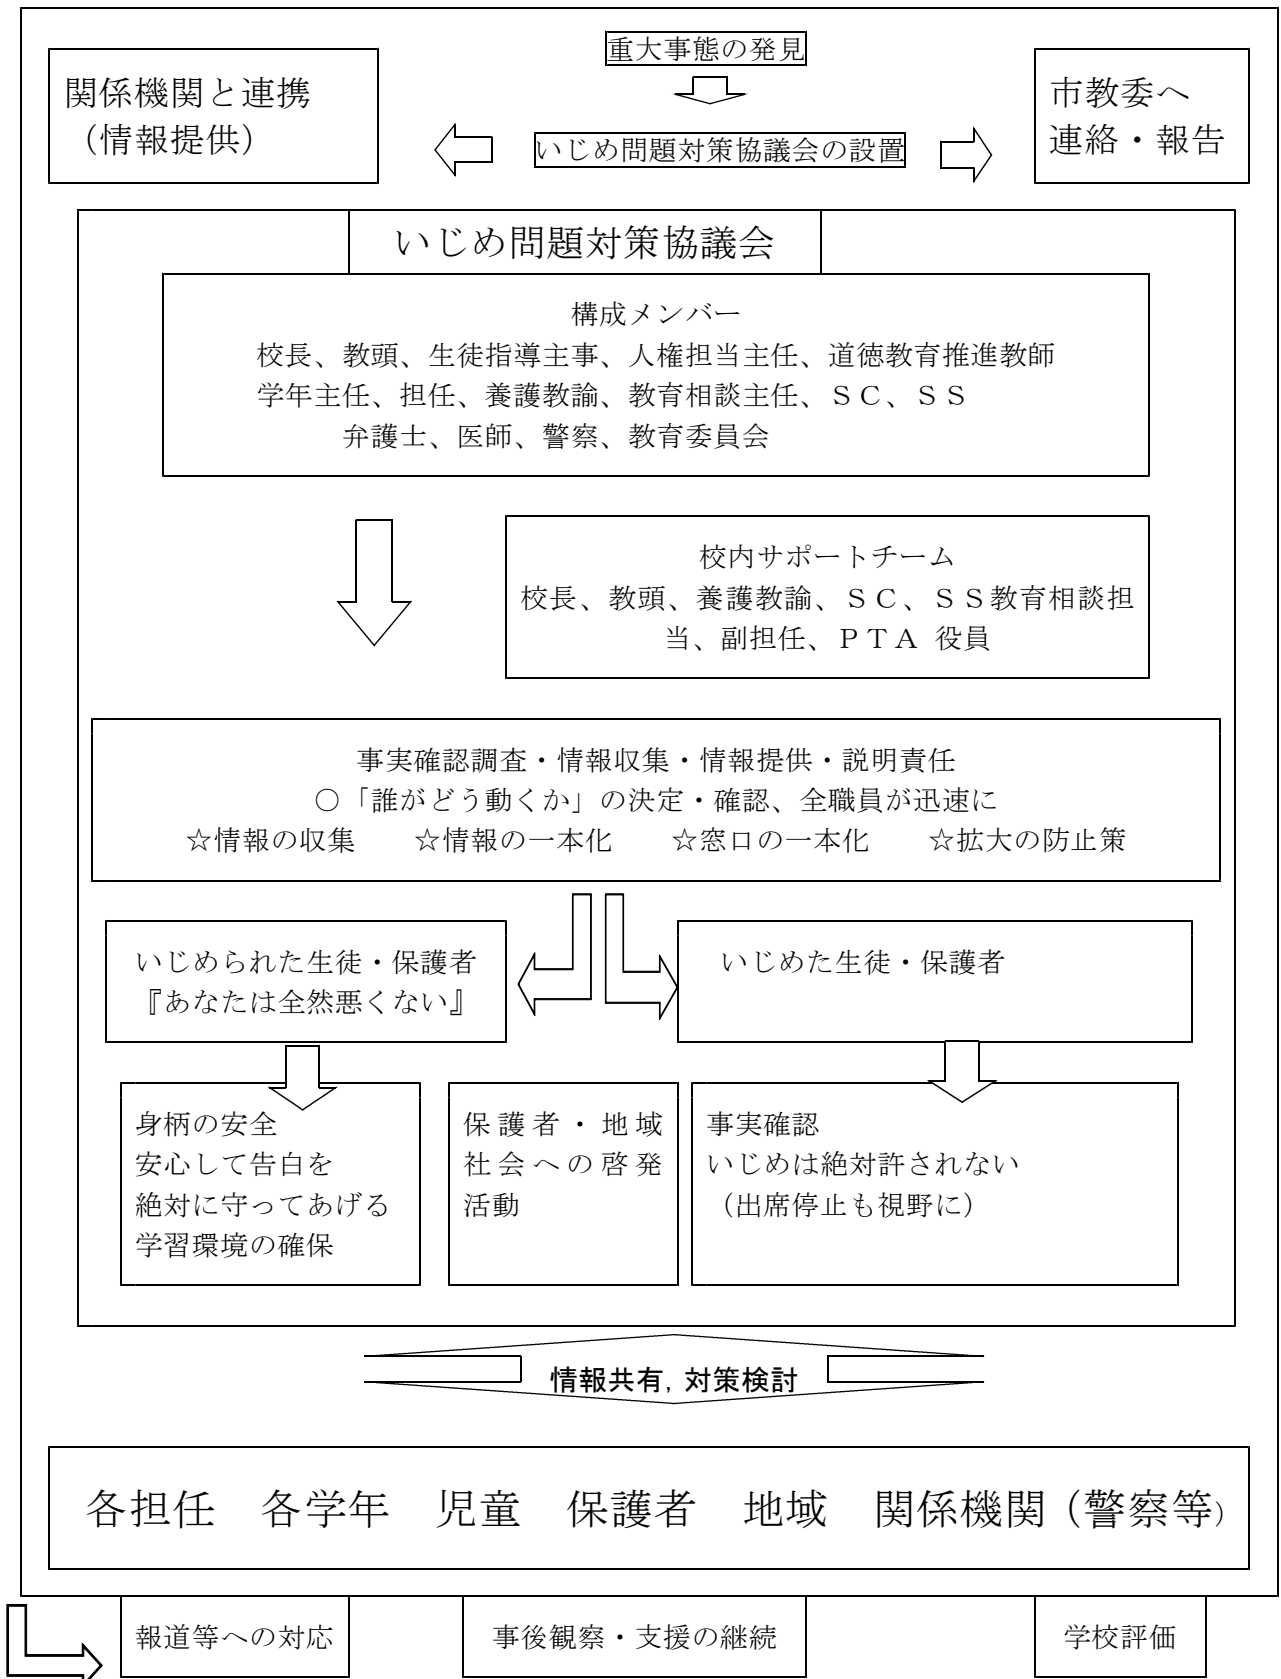 重大事態の発見
関係機関と連携
（情報提供）
いじめ問題対策協議会の設置
市教委へ
連絡・報告
いじめ問題対策協議会
構成メンバー
校長、教頭、生徒指導主事、人権担当主任、道徳教育推進教師
学年主任、担任、養護教諭、教育相談主任、ＳＣ、ＳＳ
弁護士、医師、警察、教育委員会
校内サポートチーム
校長、教頭、養護教諭、ＳＣ、ＳＳ教育相談担
当、副担任、ＰＴＡ 役員
事実確認調査・情報収集・情報提供・説明責任
○「誰がどう動くか」の決定・確認、全職員が迅速に
☆情報の収集　　☆情報の一本化　　☆窓口の一本化　　☆拡大の防止策
いじめられた生徒・保護者
『あなたは全然悪くない』
いじめた生徒・保護者
身柄の安全
安心して告白を
絶対に守ってあげる
学習環境の確保
保護者・地域
社会への啓発
活動
事実確認
いじめは絶対許されない
（出席停止も視野に）
情報共有，対策検討
各担任　各学年　児童　保護者　地域　関係機関（警察等）
報道等への対応
事後観察・支援の継続
学校評価